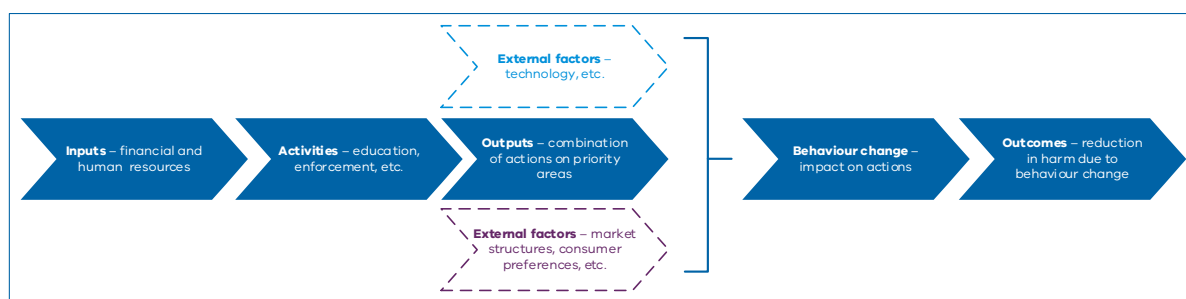 External factors –
technology, etc.
Inputs – financial and
human resources
Activities – education,
enforcement, etc.
Outputs – combination
of actions on priority
areas
Behaviour change –
impact on actions
Outcomes – reduction
in harm due to
behaviour change
External factors – market
structures, consumer
preferences, etc.